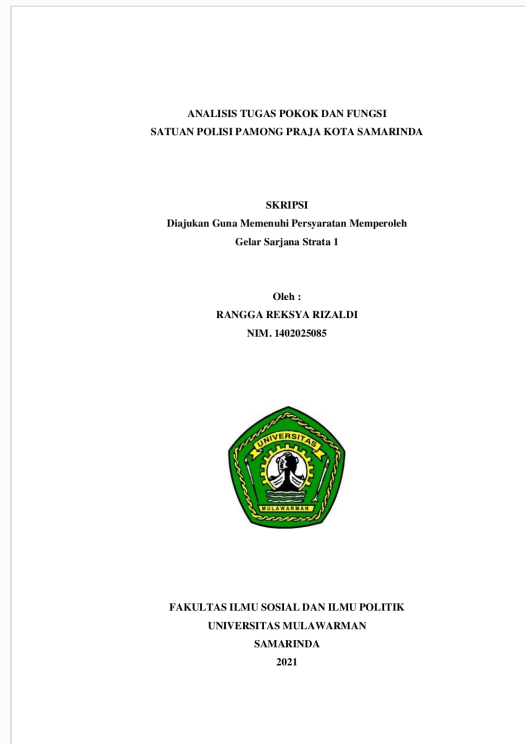 ANALISIS TUGAS POKOK DAN FUNGSI
SATUAN POLISI PAMONG PRAJA KOTA SAMARINDA
SKRIPSI
Diajukan Guna Memenuhi Persyaratan Memperoleh
Gelar Sarjana Strata 1
Oleh :
RANGGA REKSYA RIZALDI
NIM. 1402025085
UNIVERSITAS
MULAWARMAN
FAKULTAS ILMU SOSIAL DAN ILMU POLITIK
UNIVERSITAS MULAWARMAN
SAMARINDA
2021